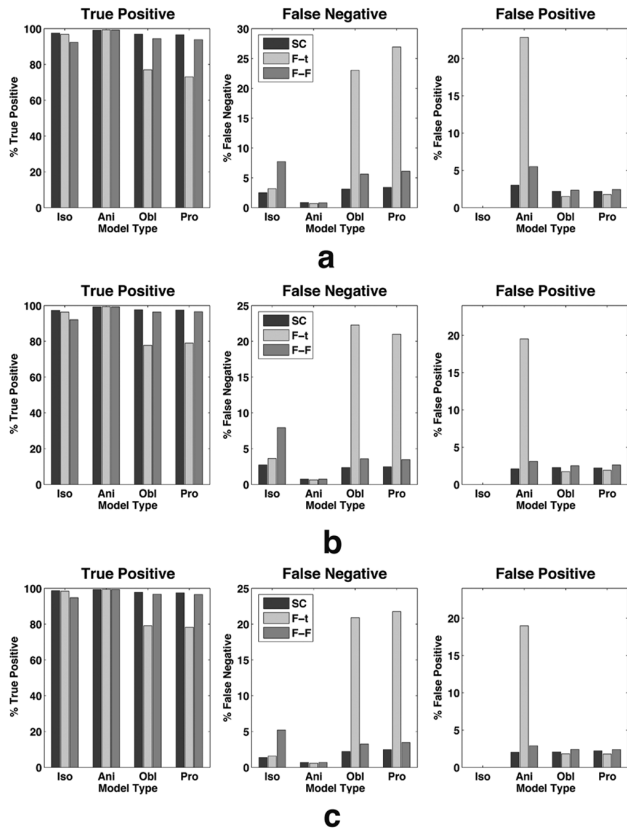 True Positive
False Negative
False Positive
% True Positive
100
80
60
40
20
0
Iso Ani Obl Pro
Model Type
% False Negative
30
25
20
15
10
5
0
SC
F-t
F-F
Iso Ani Obl Pro
Model Type
% False Positive
20
15
10
5
0
Iso Ani Obl Pro
Model Type
a
True Positive
False Negative
False Positive
% True Positive
100
80
60
40
20
0
Iso Ani Obl Pro
Model Type
% False Negative
25
20
15
10
5
0
SC
F-t
F-F
Iso Ani Obl Pro
Model Type
% False Positive
20
15
10
5
0
Iso Ani Obl Pro
Model Type
b
True Positive
False Negative
False Positive
% True Positive
100
80
60
40
20
0
Iso Ani Obl Pro
Model Type
% False Negative
25
20
15
10
5
0
SC
F-t
F-F
Iso Ani Obl Pro
Model Type
% False Positive
20
15
10
5
0
Iso Ani Obl Pro
Model Type
c